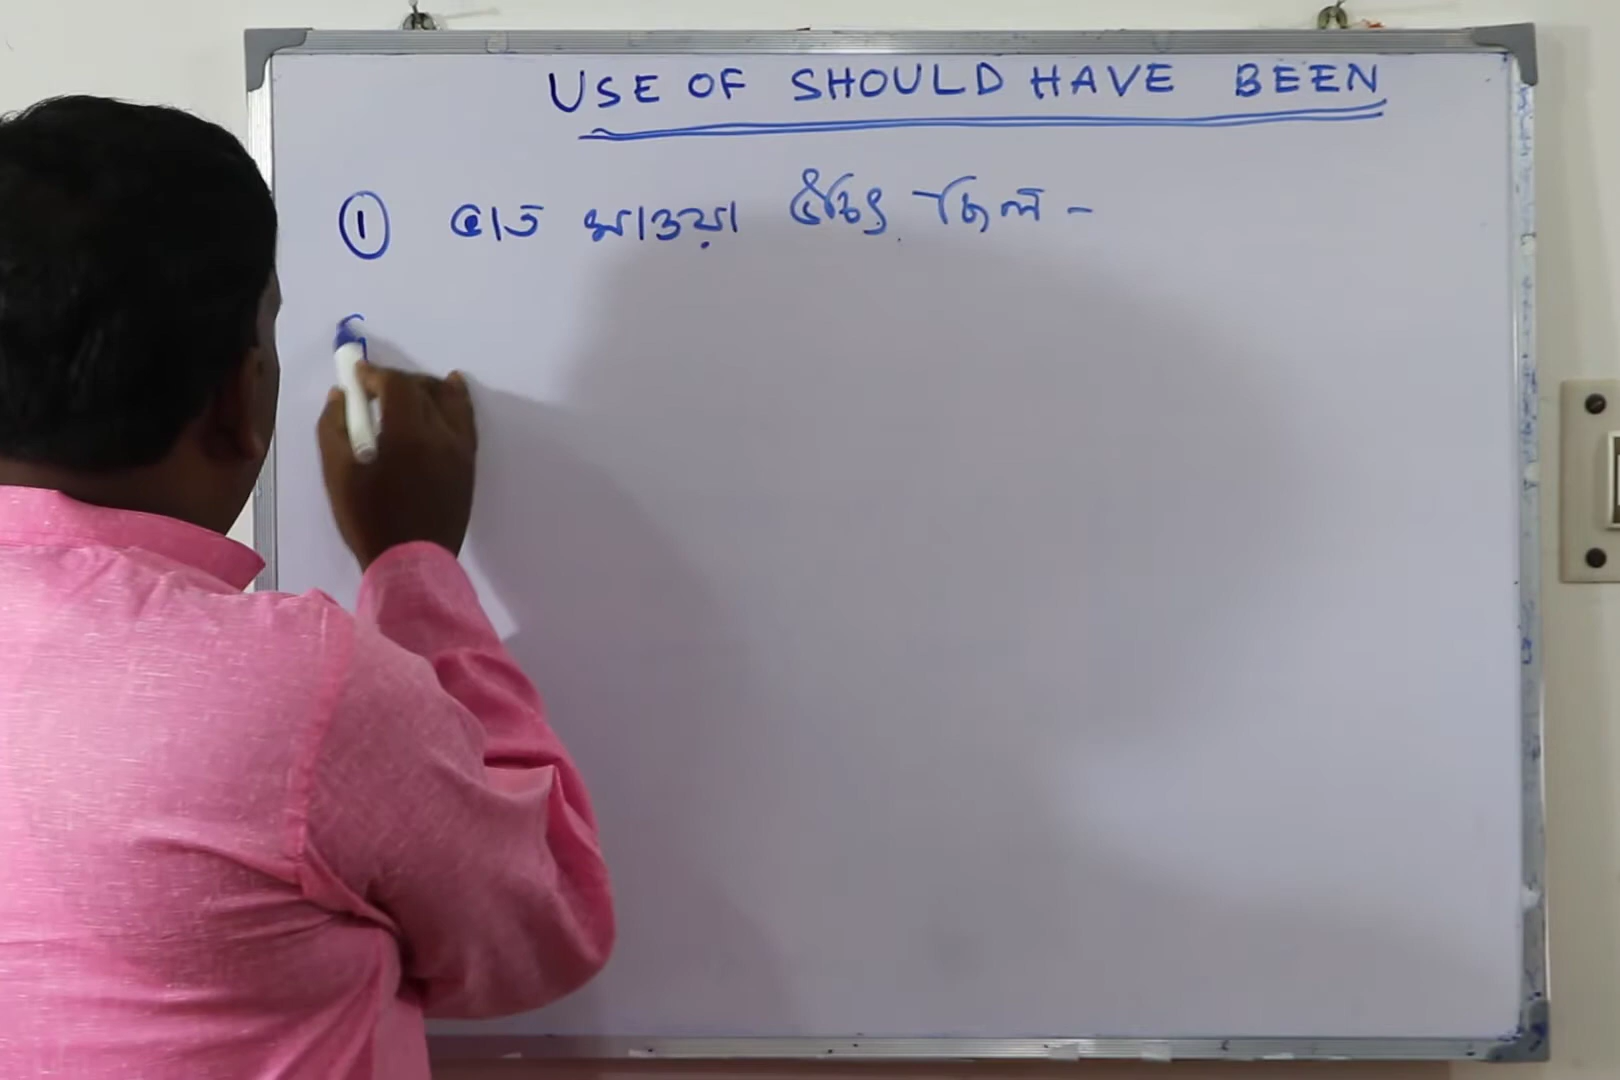 USE OF SHOULD HAVE BEEN
① ভাত খাওয়া উচিৎ ছিল -